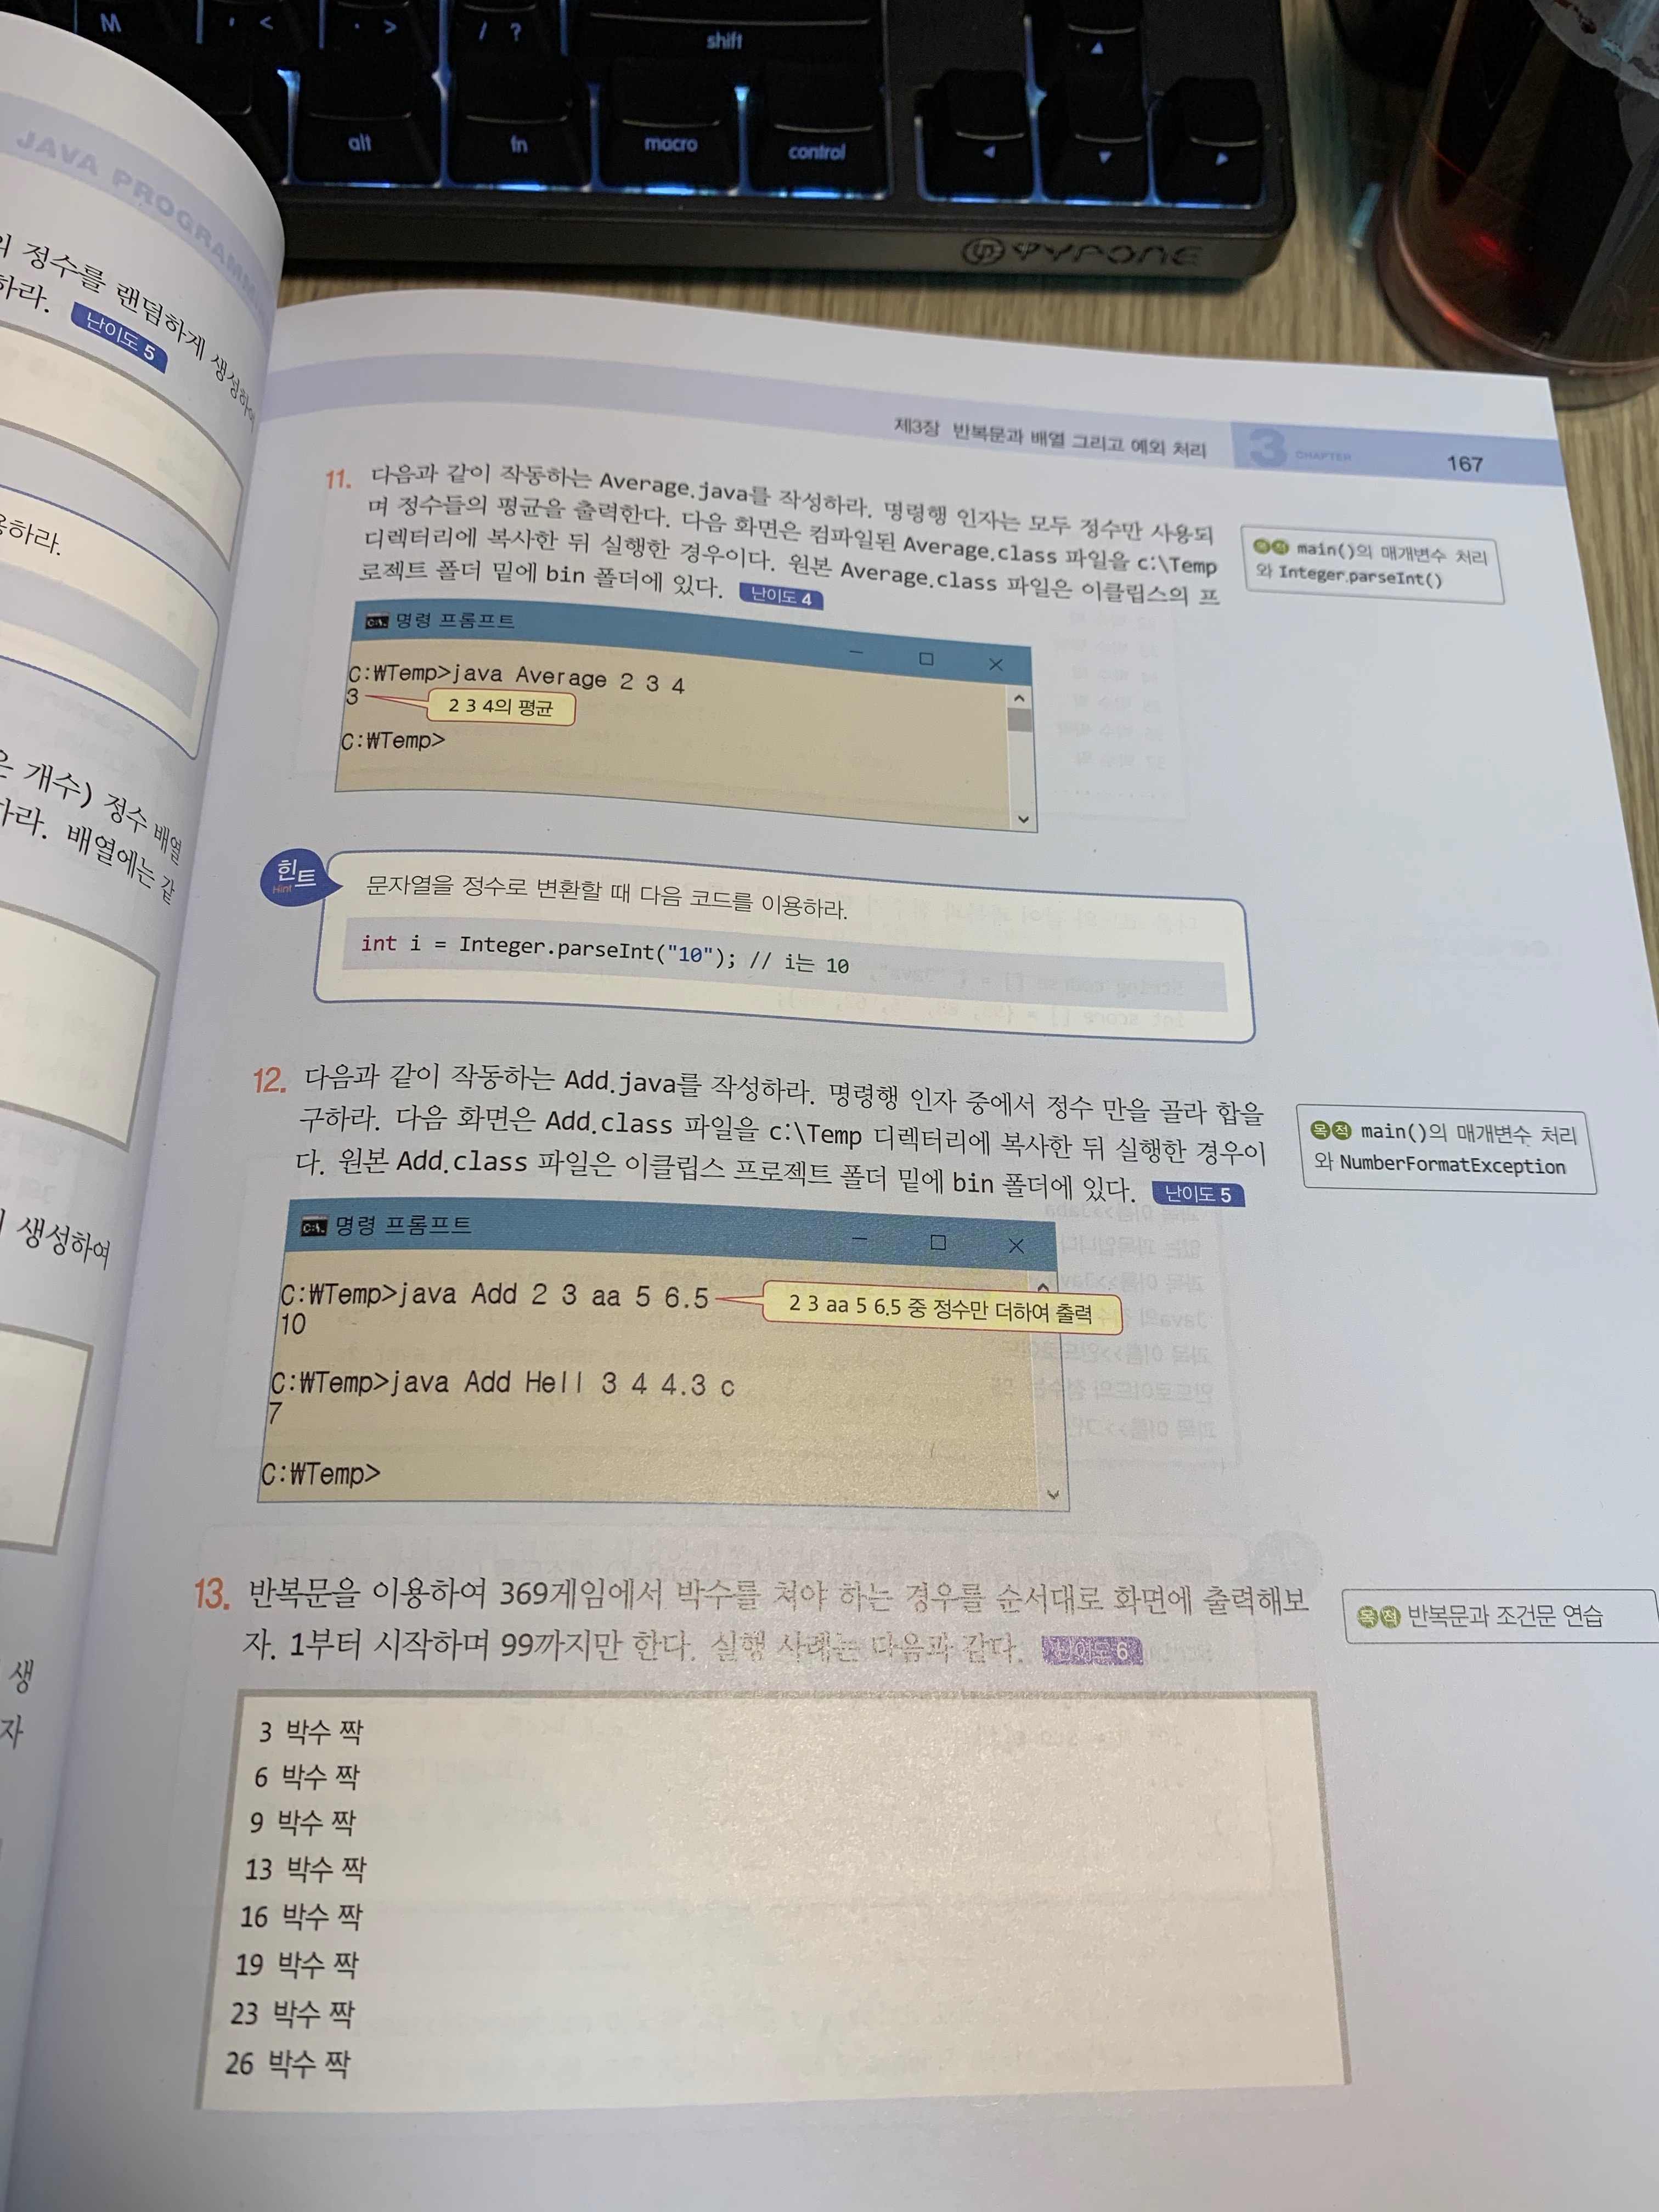 M
, <
. >
/ ?
shift
alt
fn
macro
control
JAVA PROGRAMM
의 정수를 랜덤하게 생성하여
하라. 난이도 5
용하라.
은 개수) 정수 배열
하라. 배열에는 같
생성하여
생
자
제3장 반복문과 배열 그리고 예외 처리 3 CHAPTER 167
11. 다음과 같이 작동하는 Average.java를 작성하라. 명령행 인자는 모두 정수만 사용되
며 정수들의 평균을 출력한다. 다음 화면은 컴파일된 Average.class 파일을 c:\Temp
디렉터리에 복사한 뒤 실행한 경우이다. 원본 Average.class 파일은 이클립스의 프
로젝트 폴더 밑에 bin 폴더에 있다. 난이도 4
목적 main()의 매개변수 처리
와 Integer.parseInt()
명령 프롬프트
C:₩Temp>java Average 2 3 4
3
2 3 4의 평균
C:₩Temp>
힌트
Hint
문자열을 정수로 변환할 때 다음 코드를 이용하라.
int i = Integer.parseInt("10"); // i는 10
12. 다음과 같이 작동하는 Add.java를 작성하라. 명령행 인자 중에서 정수 만을 골라 합을
구하라. 다음 화면은 Add.class 파일을 c:\Temp 디렉터리에 복사한 뒤 실행한 경우이
다. 원본 Add.class 파일은 이클립스 프로젝트 폴더 밑에 bin 폴더에 있다. 난이도 5
목적 main()의 매개변수 처리
와 NumberFormatException
명령 프롬프트
C:₩Temp>java Add 2 3 aa 5 6.5
2 3 aa 5 6.5 중 정수만 더하여 출력
10
C:₩Temp>java Add Hell 3 4 4.3 c
7
C:₩Temp>
13. 반복문을 이용하여 369게임에서 박수를 쳐야 하는 경우를 순서대로 화면에 출력해보
자. 1부터 시작하며 99까지만 한다. 실행 사례는 다음과 같다. 난이도 6
목적 반복문과 조건문 연습
3 박수 짝
6 박수 짝
9 박수 짝
13 박수 짝
16 박수 짝
19 박수 짝
23 박수 짝
26 박수 짝